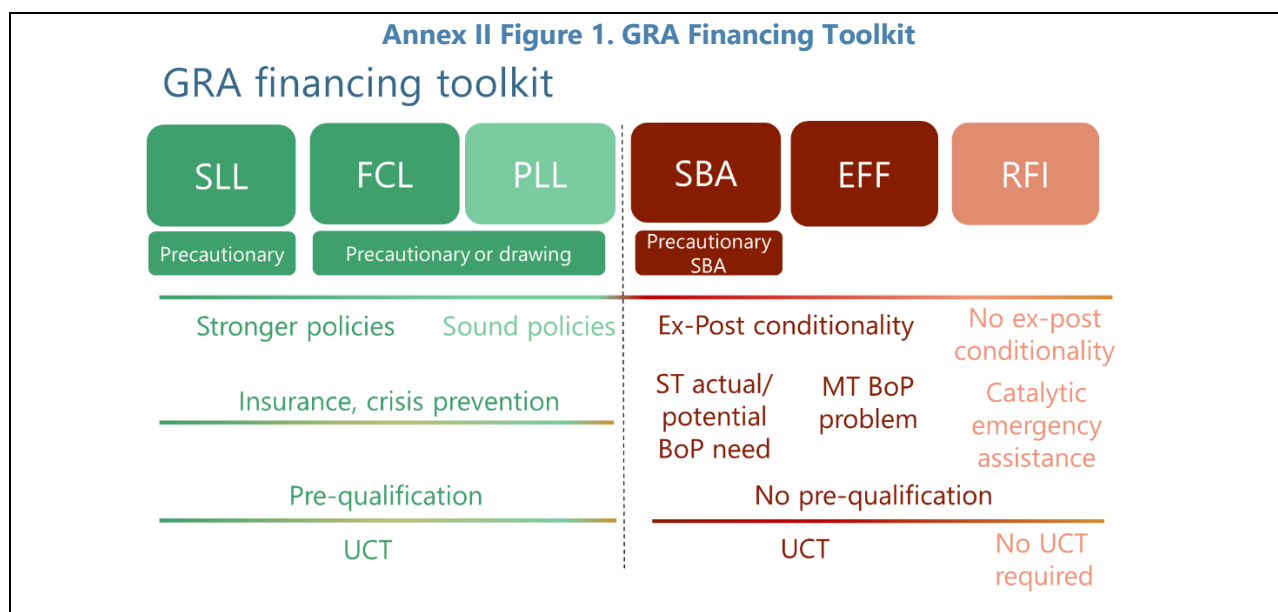 Annex II Figure 1. GRA Financing Toolkit
GRA financing toolkit
SLL
FCL
PLL
SBA
EFF
RFI
Precautionary
Precautionary or drawing
Precautionary
SBA
Stronger policies
Sound policies
Ex-Post conditionality
No ex-post
conditionality
Insurance, crisis prevention
ST actual/
potential
BoP need
MT BoP
problem
Catalytic
emergency
assistance
Pre-qualification
No pre-qualification
UCT
UCT
No UCT
required